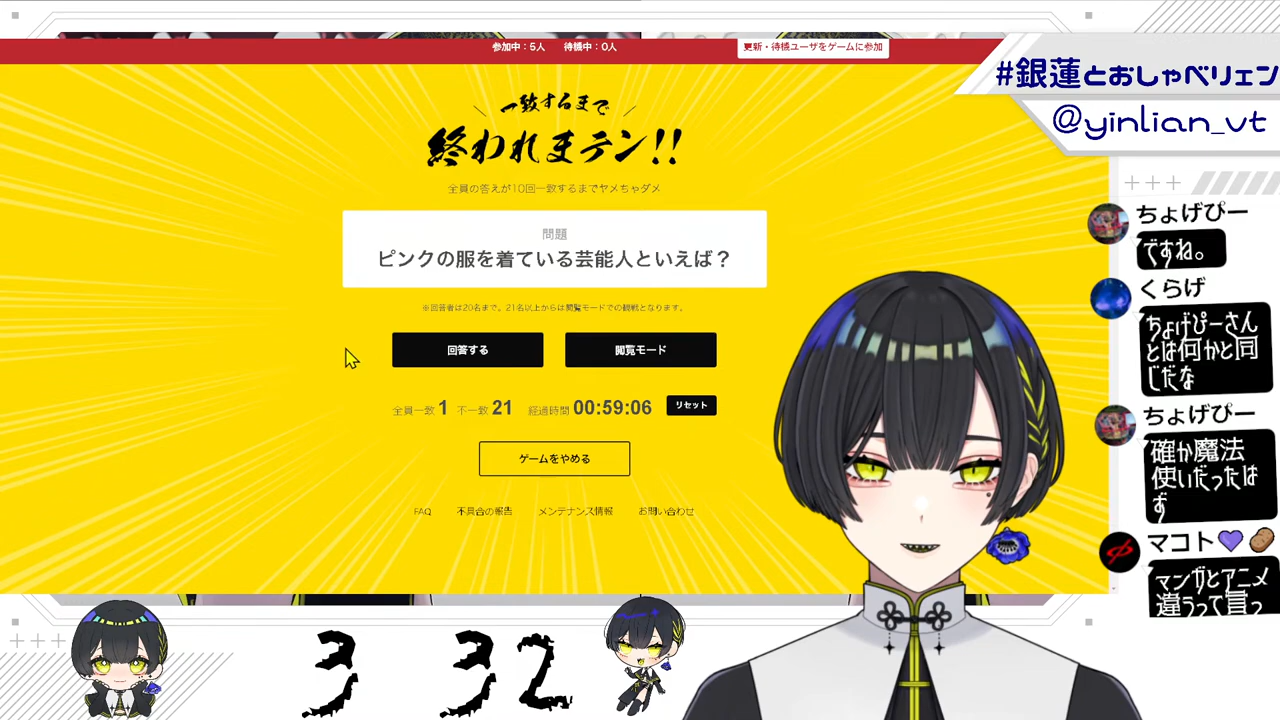 参加中:5人 待機中:0人
更新・待機ユーザをゲームに参加
#銀蓮とおしゃべりェン
@yinlian_vt
一致するまで
終われまテン!!
全員の答えが10回一致するまでヤメちゃダメ
問題
ピンクの服を着ている芸能人といえば?
※回答者は20名まで。21名以上からは閲覧モードでの観戦となります。
回答する
閲覧モード
全員一致 1 不一致 21 経過時間 00:59:06 リセット
ゲームをやめる
FAQ 不具合の報告 メンテナンス情報 お問い合わせ
ちょげぴー
ですね。
くらげ
ちょげぴーさん
とは何かと同
じだな
ちょげぴー
確か魔法
使いだったは
ず
マコト💜🥔
マンガとアニメ
違うって言っ
3 32